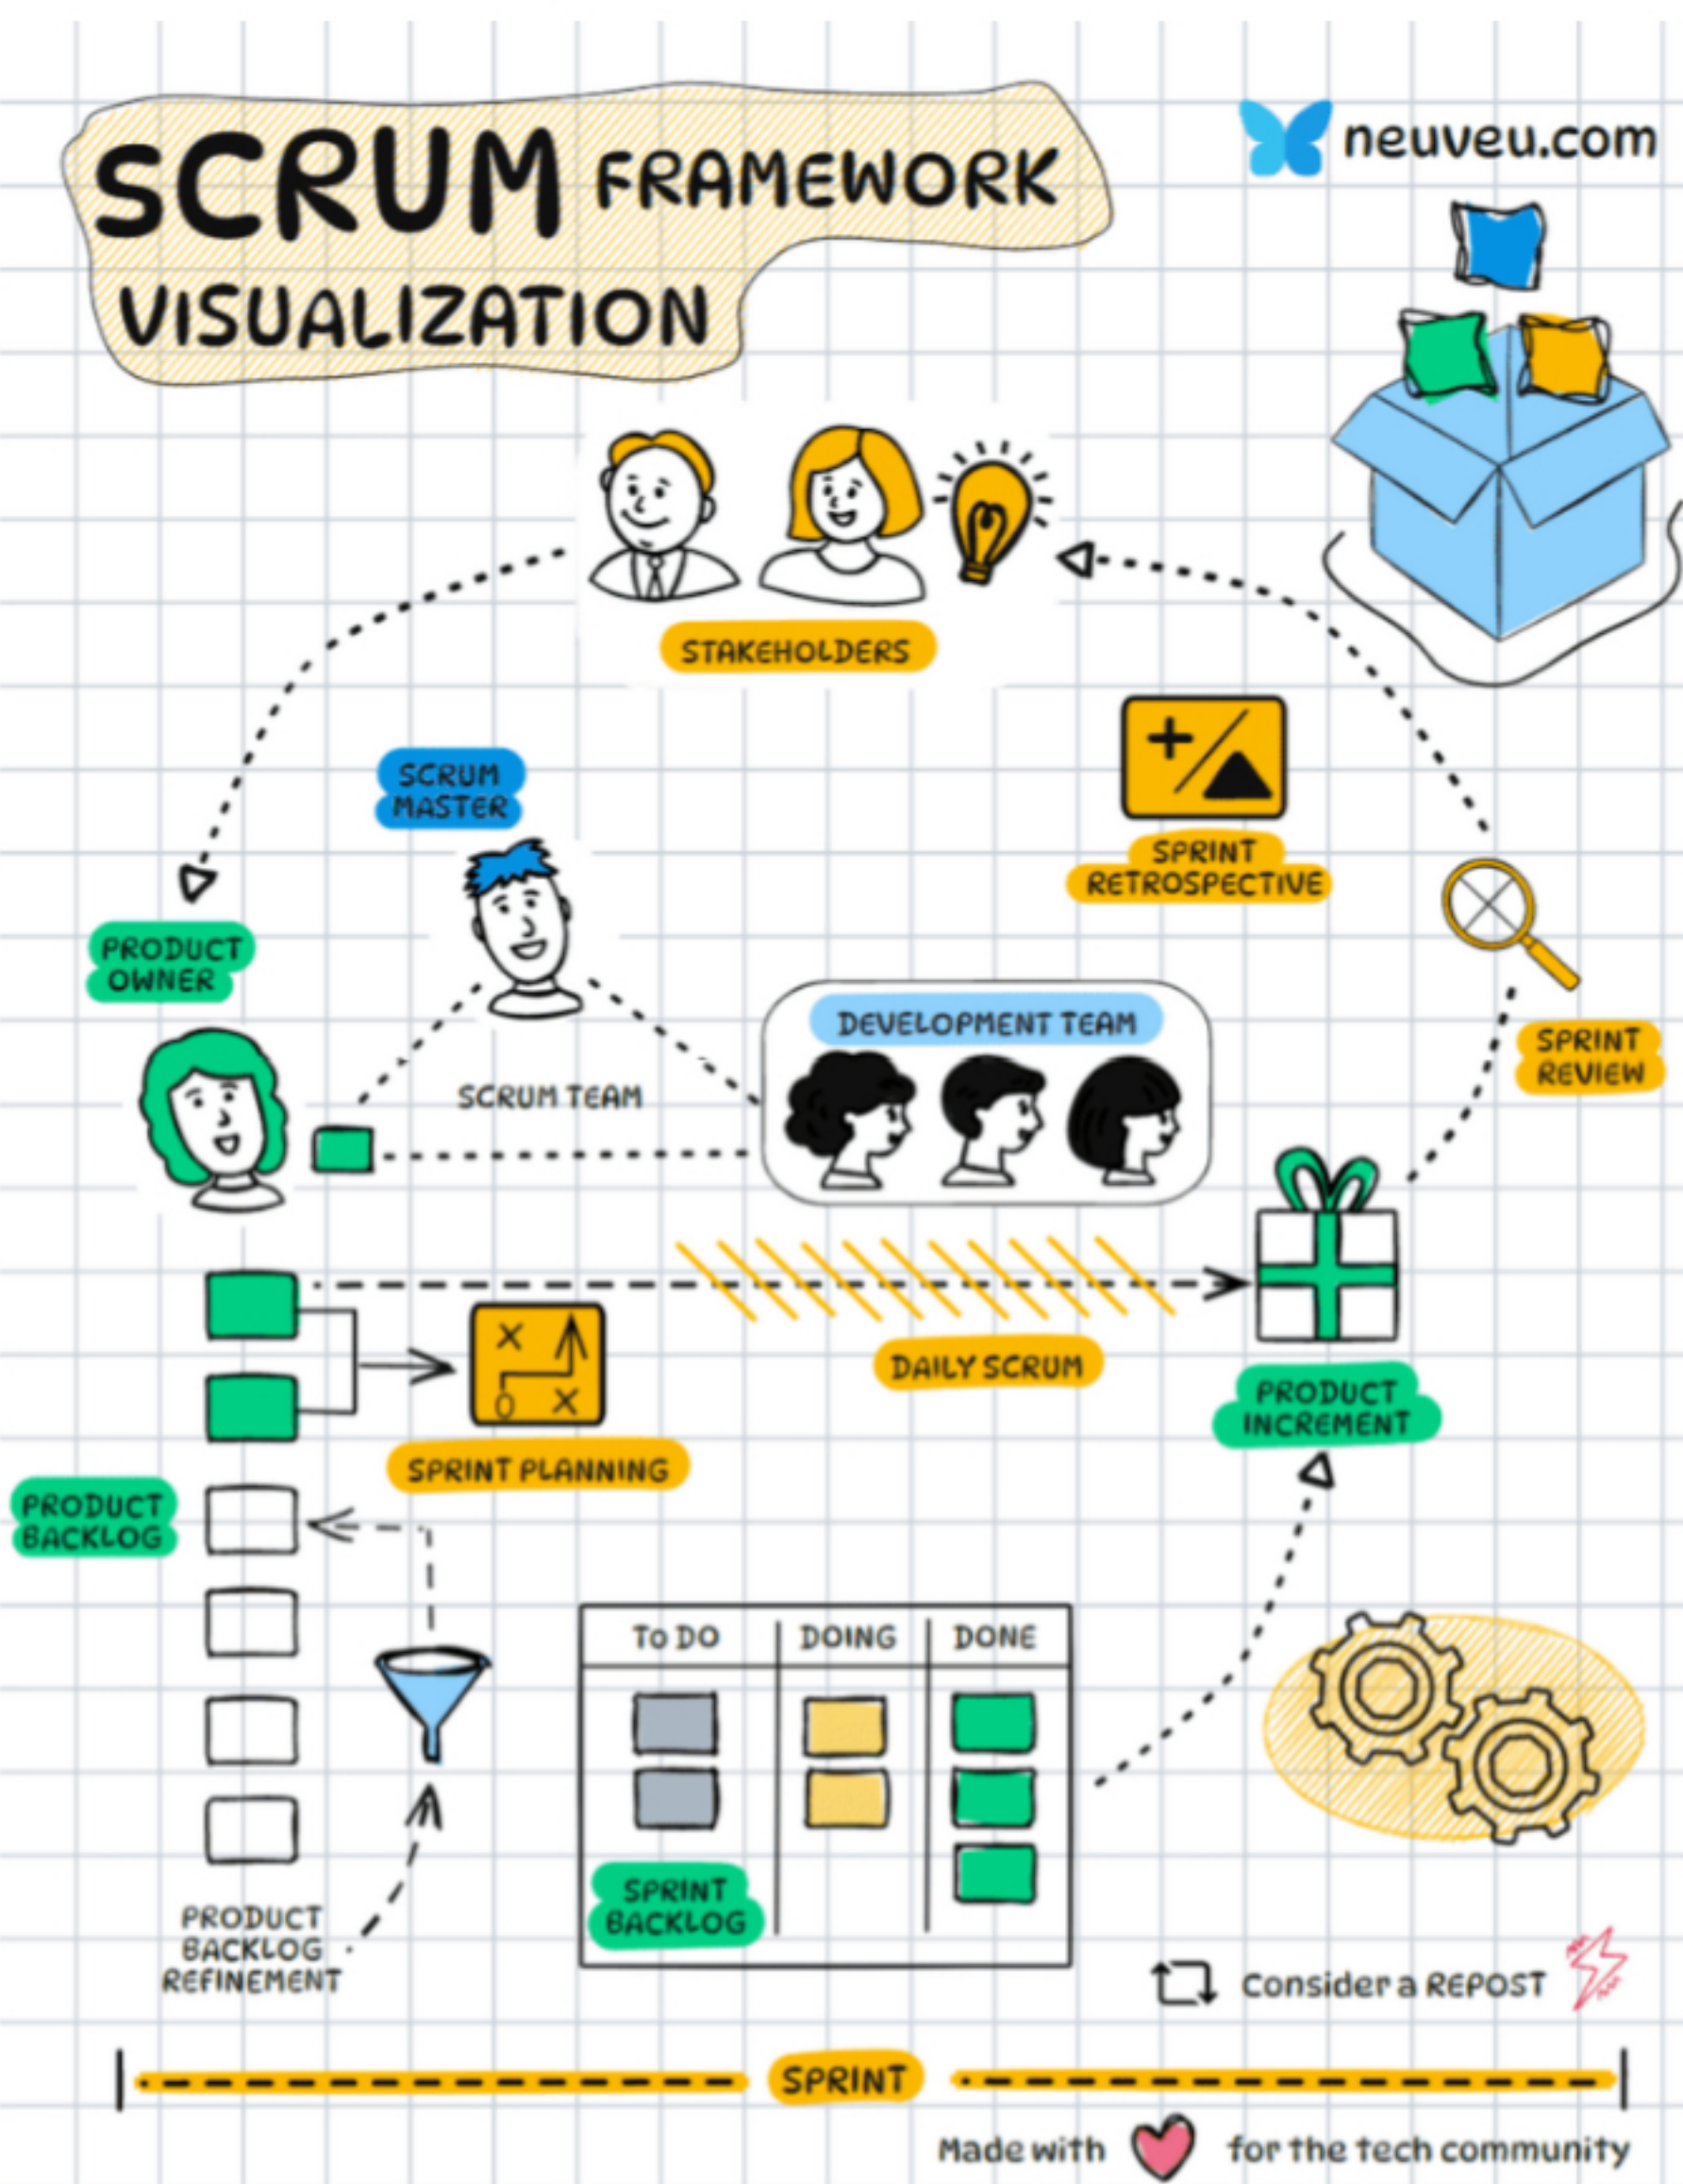 SCRUM FRAMEWORK
VISUALIZATION
neuveu.com
STAKEHOLDERS
SCRUM
MASTER
SPRINT
RETROSPECTIVE
PRODUCT
OWNER
DEVELOPMENT TEAM
SCRUM TEAM
SPRINT
REVIEW
X
O X
DAILY SCRUM
PRODUCT
INCREMENT
SPRINT PLANNING
PRODUCT
BACKLOG
TO DO DOING DONE
SPRINT
BACKLOG
PRODUCT
BACKLOG
REFINEMENT
Consider a REPOST
SPRINT
Made with for the tech community